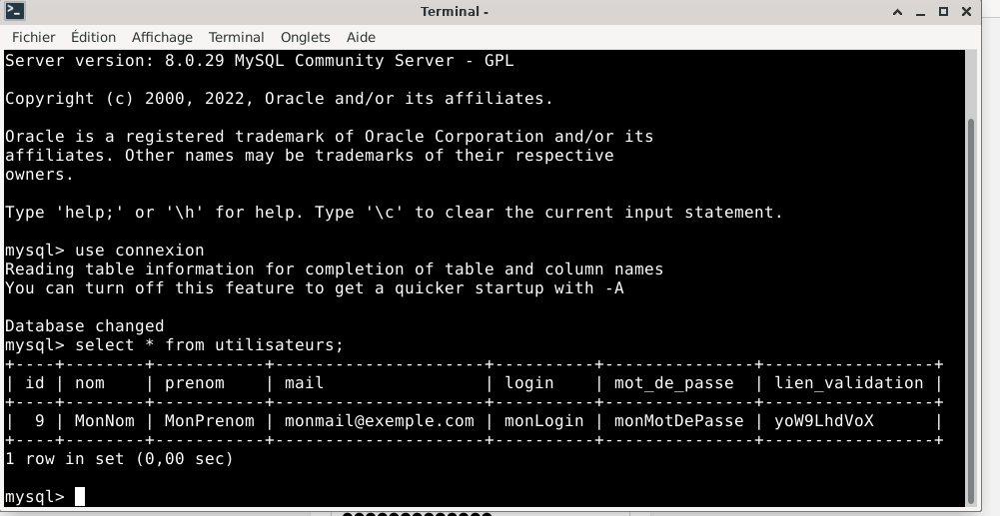 Terminal -
Fichier Édition Affichage Terminal Onglets Aide
Server version: 8.0.29 MySQL Community Server - GPL
Copyright (c) 2000, 2022, Oracle and/or its affiliates.
Oracle is a registered trademark of Oracle Corporation and/or its
affiliates. Other names may be trademarks of their respective
owners.
Type 'help;' or '\h' for help. Type '\c' to clear the current input statement.
mysql> use connexion
Reading table information for completion of table and column names
You can turn off this feature to get a quicker startup with -A
Database changed
mysql> select * from utilisateurs;
+----+--------+-----------+---------------------+----------+--------------+-----------------+
| id | nom    | prenom    | mail                | login    | mot_de_passe | lien_validation |
+----+--------+-----------+---------------------+----------+--------------+-----------------+
|  9 | MonNom | MonPrenom | monmail@exemple.com | monLogin | monMotDePasse | yoW9LhdVoX      |
+----+--------+-----------+---------------------+----------+--------------+-----------------+
1 row in set (0,00 sec)
mysql>